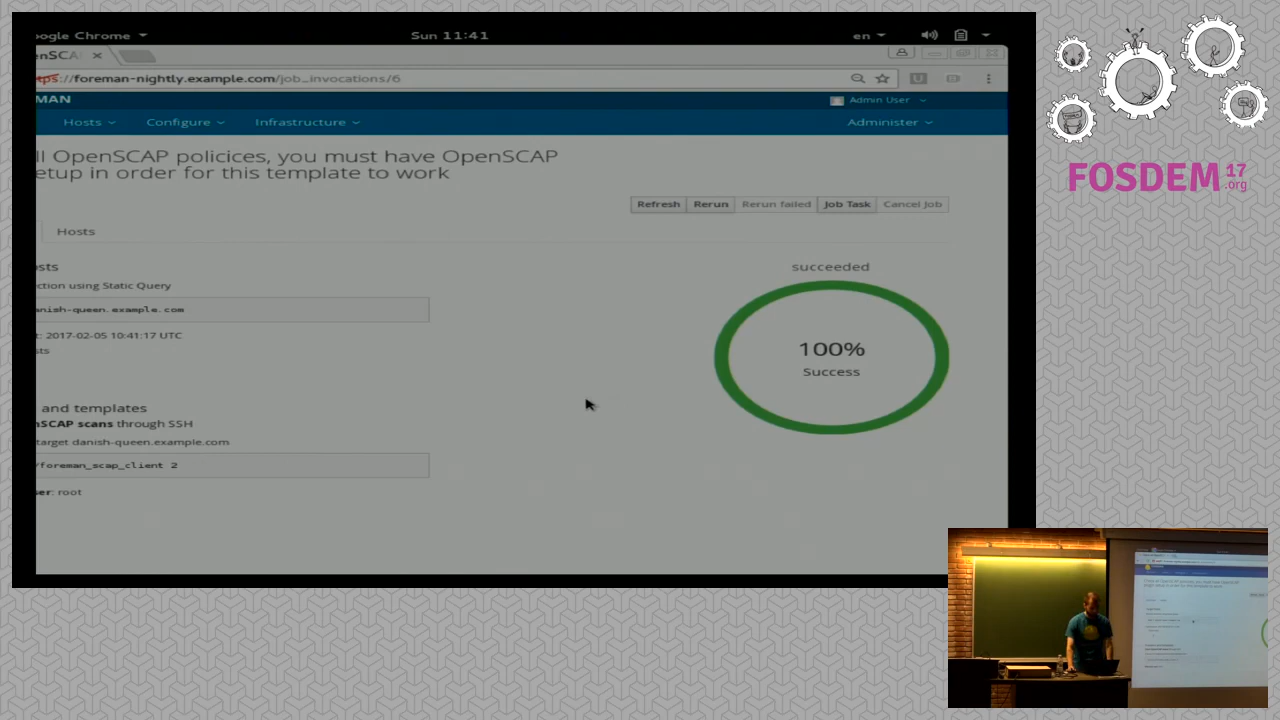 oogle Chrome
Sun 11:41
en
enSCA
ps://foreman-nightly.example.com/job_invocations/6
MAN
Admin User
Hosts
Configure
Infrastructure
Administer
ll OpenSCAP policices, you must have OpenSCAP
etup in order for this template to work
Refresh
Rerun
Rerun failed
Job Task
Cancel Job
Hosts
osts
ction using Static Query
anish-queen.example.com
t: 2017-02-05 10:41:17 UTC
sts
succeeded
100%
Success
and templates
nSCAP scans through SSH
target danish-queen.example.com
/foreman_scap_client 2
ser: root
FOSDEM 17
.org